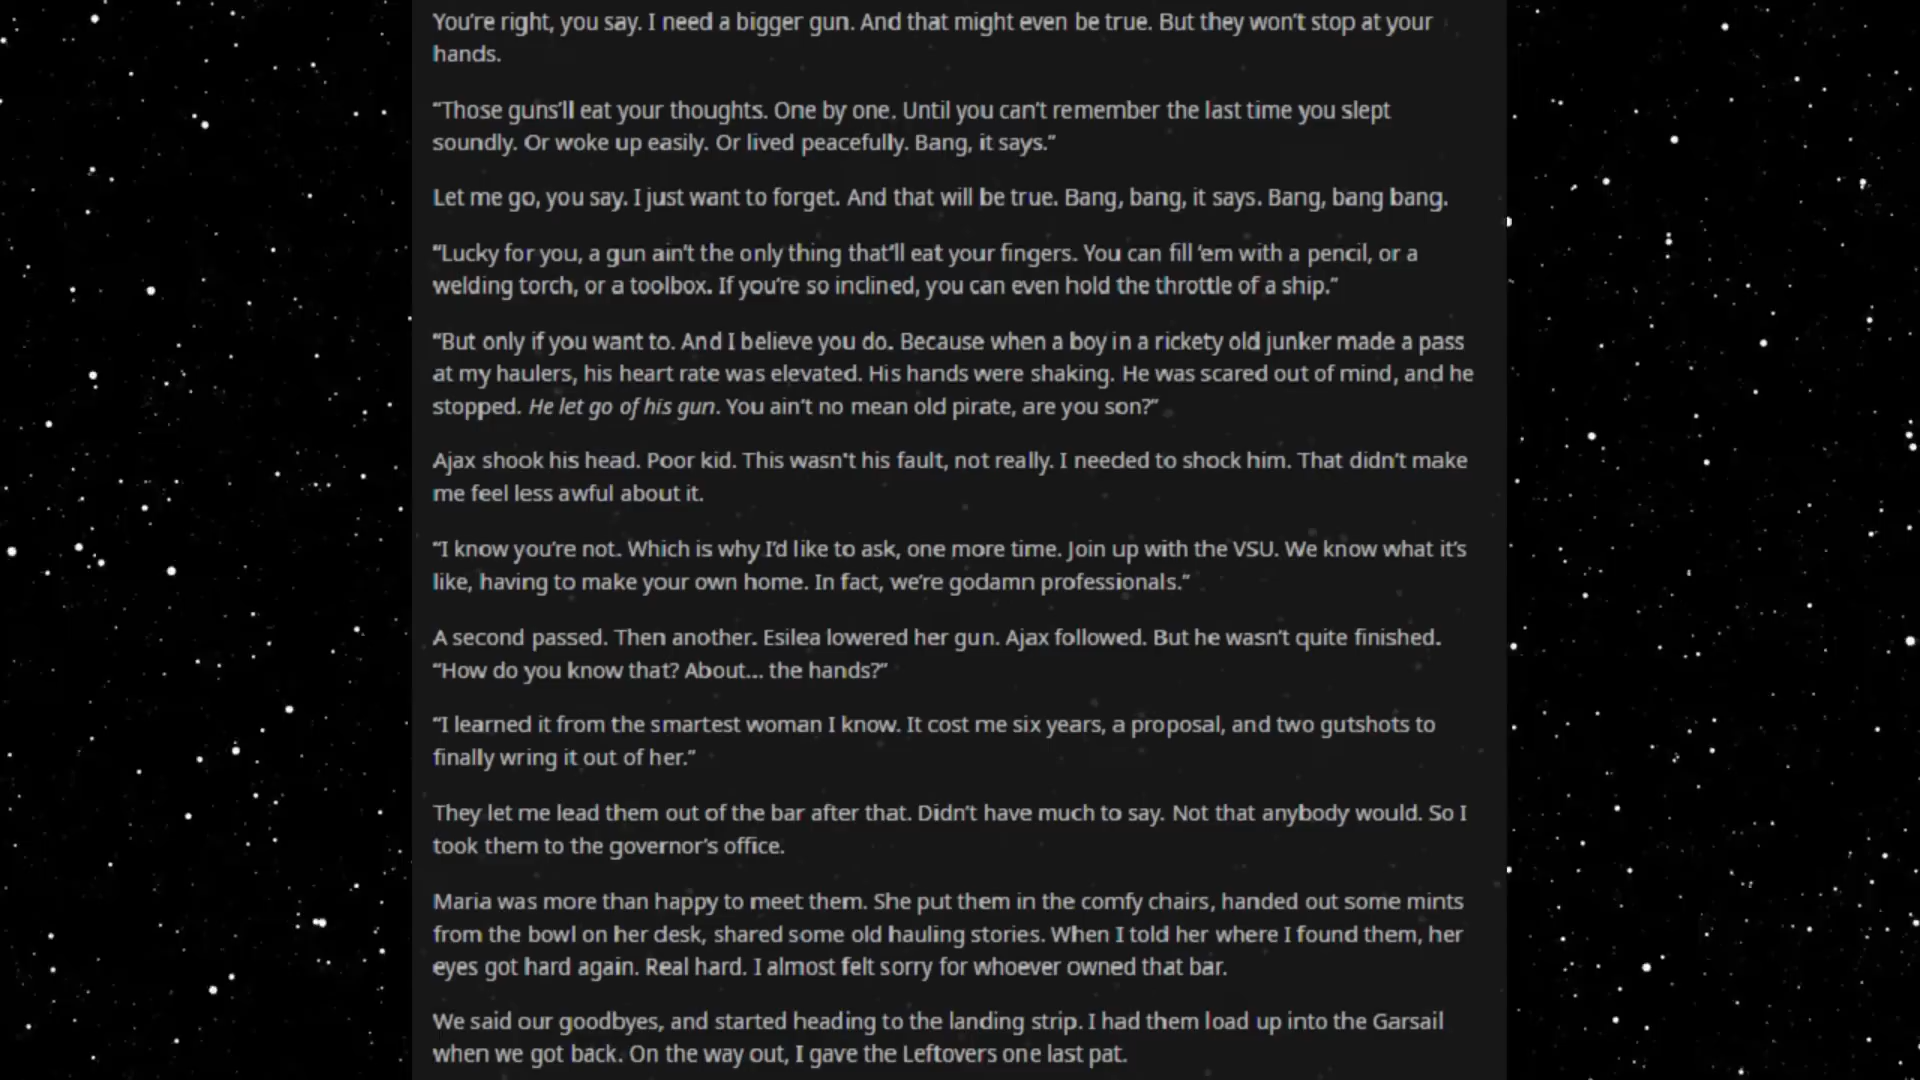 You're right, you say. I need a bigger gun. And that might even be true. But they won't stop at your
hands.
“Those guns'll eat your thoughts. One by one. Until you can't remember the last time you slept
soundly. Or woke up easily. Or lived peacefully. Bang, it says.”
Let me go, you say. I just want to forget. And that will be true. Bang, bang, it says. Bang, bang bang.
“Lucky for you, a gun ain't the only thing that'll eat your fingers. You can fill ‘em with a pencil, or a
welding torch, or a toolbox. If you're so inclined, you can even hold the throttle of a ship.”
“But only if you want to. And I believe you do. Because when a boy in a rickety old junker made a pass
at my haulers, his heart rate was elevated. His hands were shaking. He was scared out of mind, and he
stopped. He let go of his gun. You ain't no mean old pirate, are you son?”
Ajax shook his head. Poor kid. This wasn't his fault, not really. I needed to shock him. That didn't make
me feel less awful about it.
“I know you're not. Which is why I'd like to ask, one more time. Join up with the VSU. We know what it's
like, having to make your own home. In fact, we're godamn professionals.”
A second passed. Then another. Esilea lowered her gun. Ajax followed. But he wasn't quite finished.
“How do you know that? About... the hands?”
“I learned it from the smartest woman I know. It cost me six years, a proposal, and two gutshots to
finally wring it out of her.”
They let me lead them out of the bar after that. Didn't have much to say. Not that anybody would. So I
took them to the governor's office.
Maria was more than happy to meet them. She put them in the comfy chairs, handed out some mints
from the bowl on her desk, shared some old hauling stories. When I told her where I found them, her
eyes got hard again. Real hard. I almost felt sorry for whoever owned that bar.
We said our goodbyes, and started heading to the landing strip. I had them load up into the Garsail
when we got back. On the way out, I gave the Leftovers one last pat.